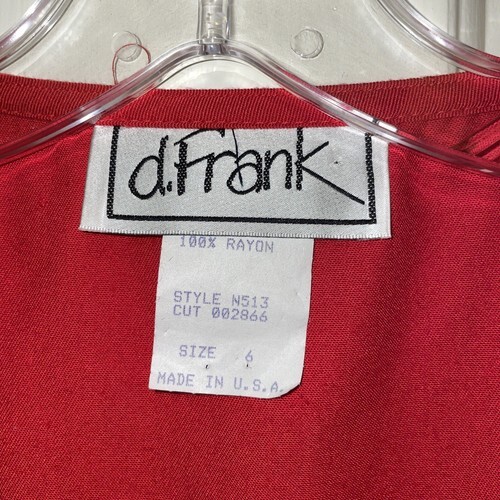 d.Frank
100% RAYON
STYLE N513
CUT 002866
SIZE 6
MADE IN U.S.A.